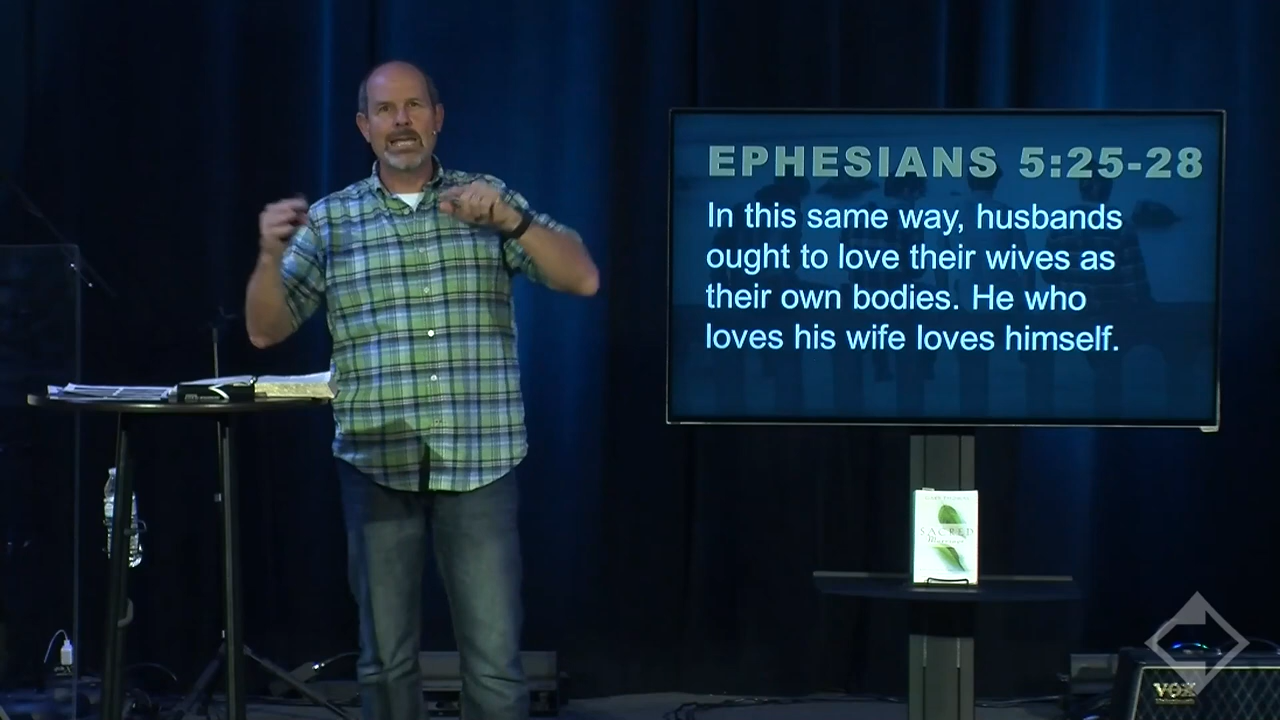 EPHESIANS 5:25-28
In this same way, husbands
ought to love their wives as
their own bodies. He who
loves his wife loves himself.
SACRED
VOX